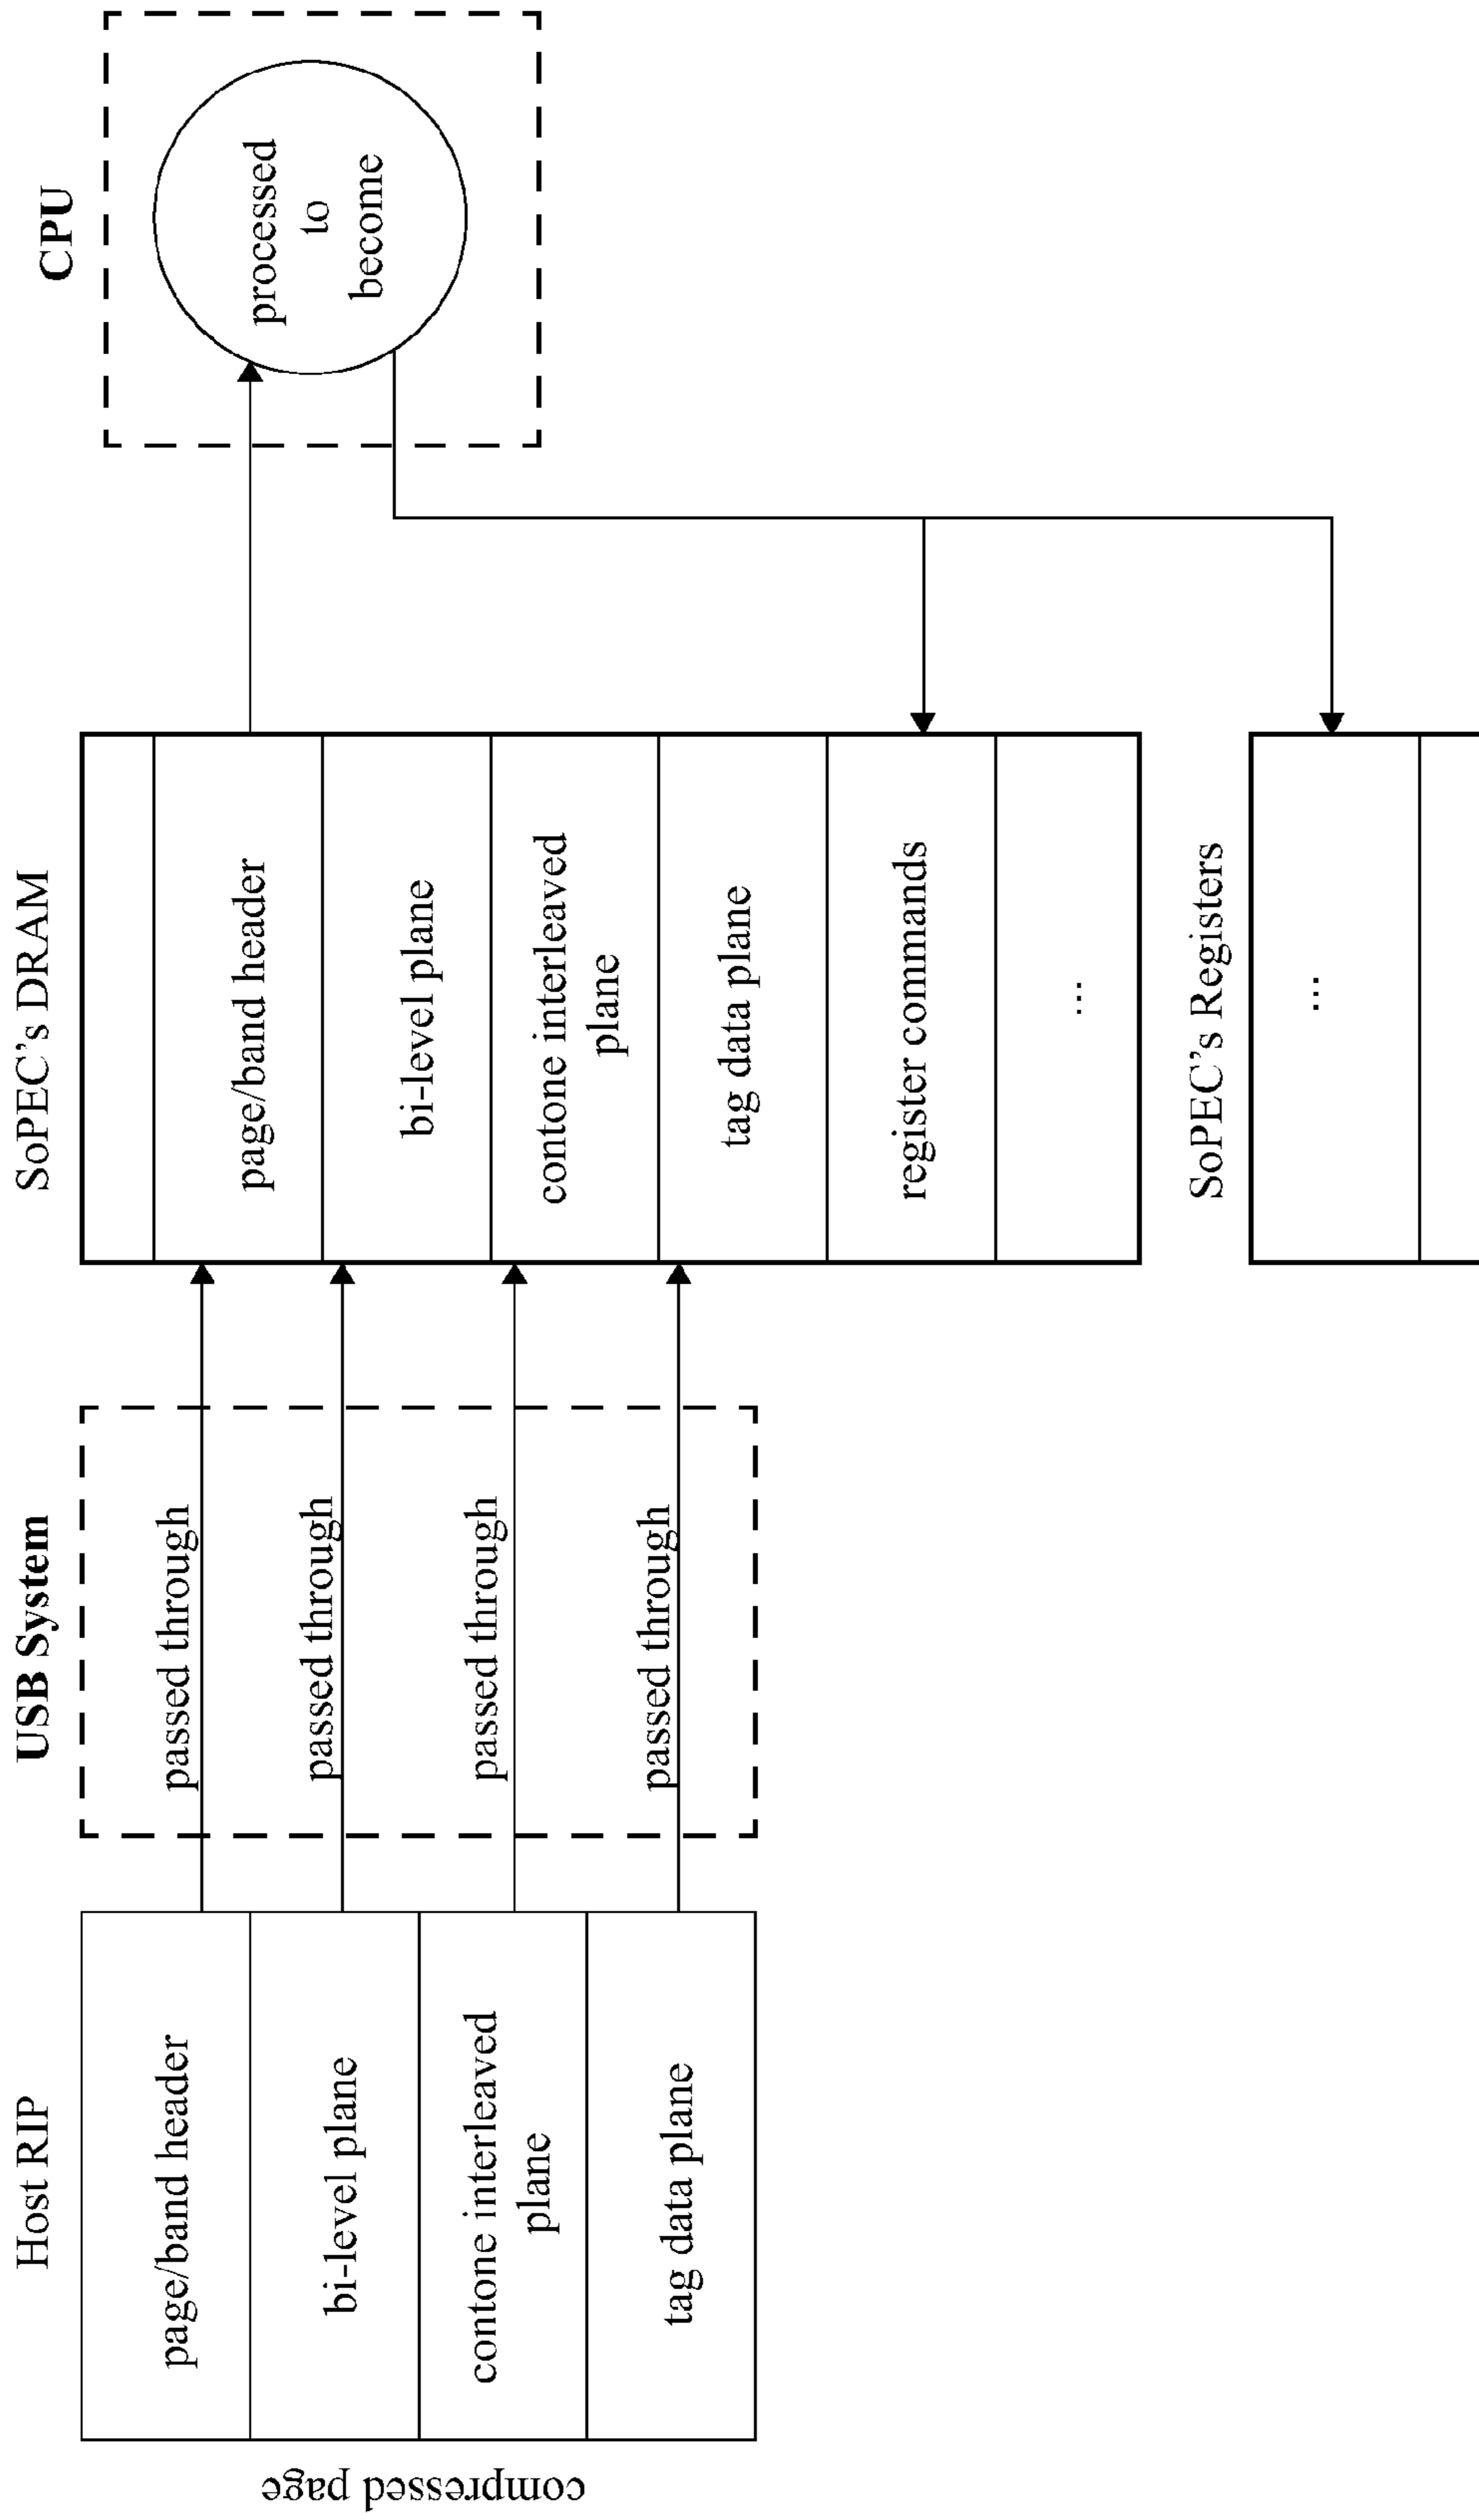 compressed page
Host RIP
page/band header
bi-level plane
contone interleaved
plane
tag data plane
USB System
passed through
passed through
passed through
passed through
SoPEC's DRAM
page/band header
bi-level plane
contone interleaved
plane
tag data plane
register commands
...
SoPEC's Registers
...
CPU
processed
to
become